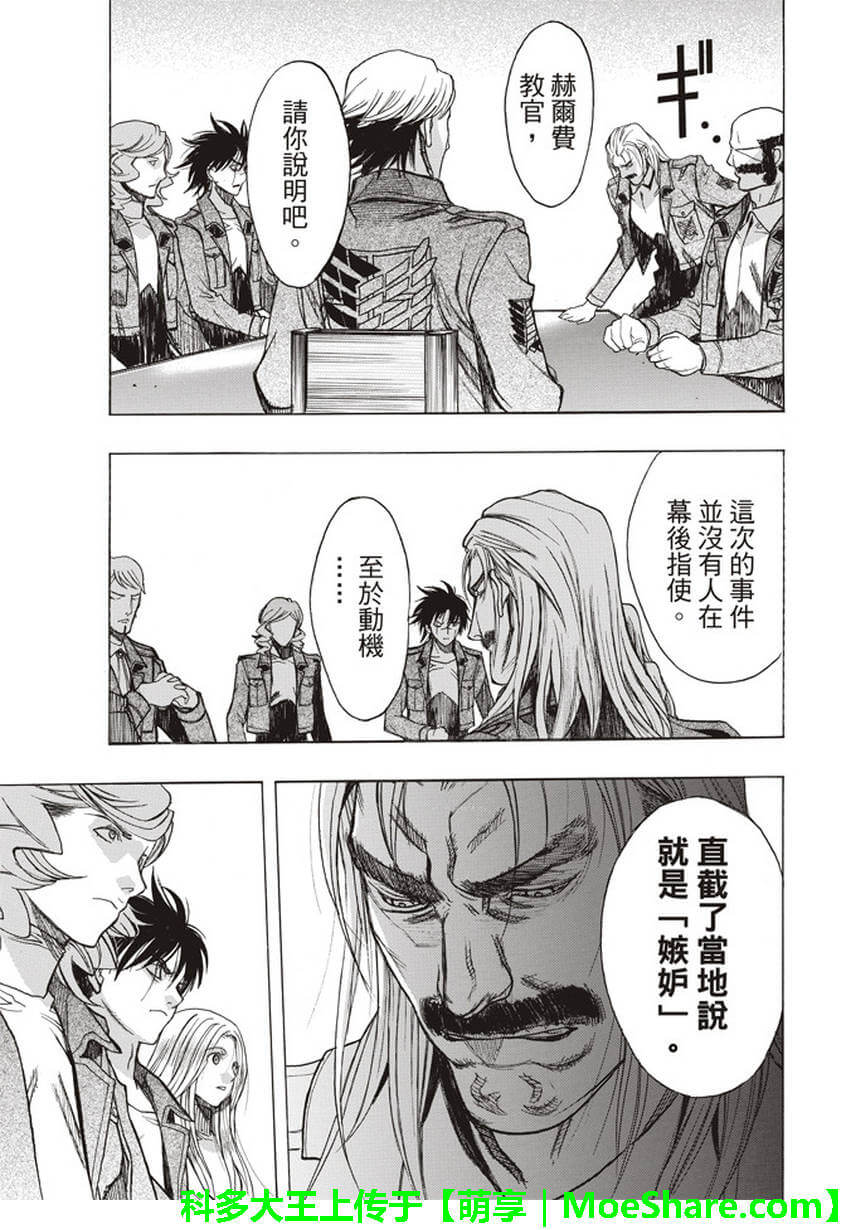 ギ…
赫爾費
教官，
請你說明吧。
這次的事件
並沒有人在
幕後指使。
至於動機
……
直截了當地說
就是「嫉妒」。
科多大王上传于【萌享｜MoeShare.com】